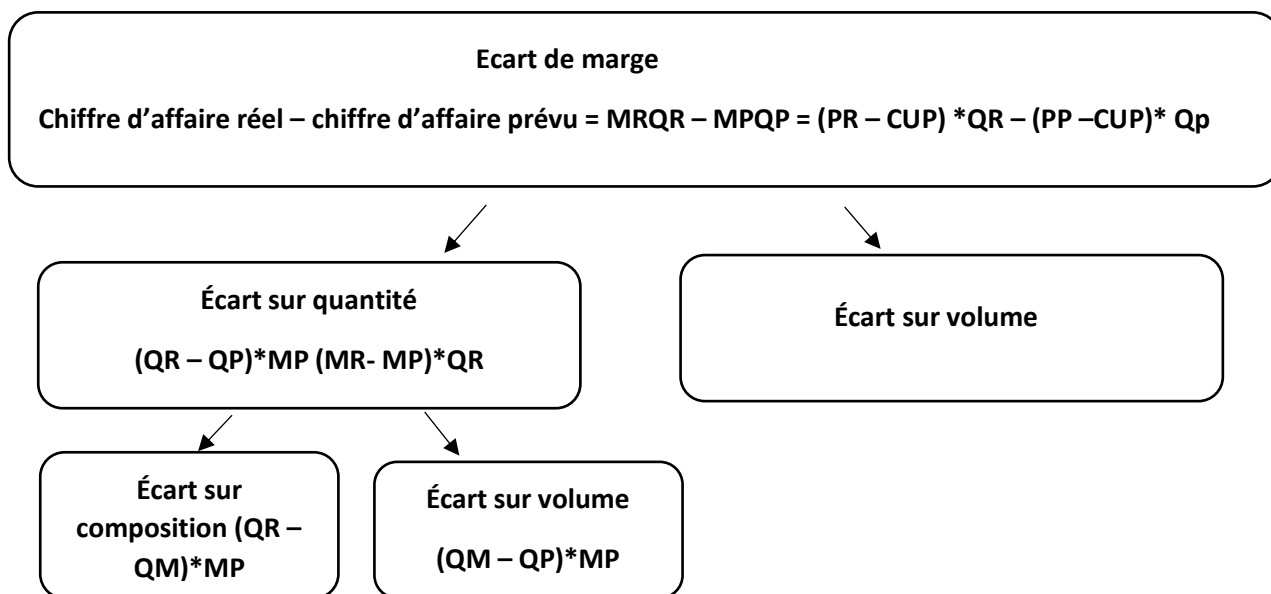 Ecart de marge
Chiffre d’affaire réel – chiffre d’affaire prévu = MRQR – MPQP = (PR – CUP) *QR – (PP –CUP)* Qp
Écart sur quantité
(QR – QP)*MP (MR- MP)*QR
Écart sur volume
Écart sur
composition (QR –
QM)*MP
Écart sur volume
(QM – QP)*MP